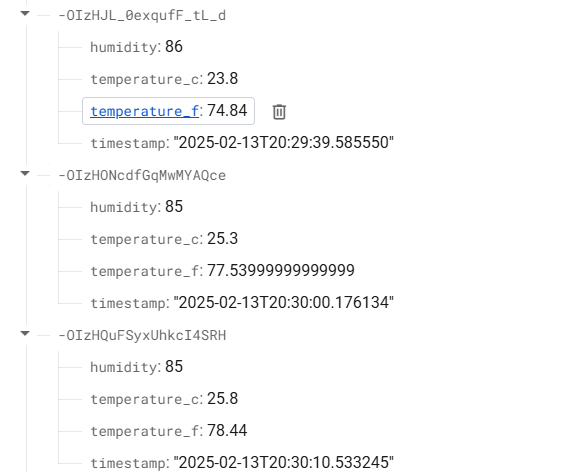 -OIzHJL_0exqufF_tL_d
humidity: 86
temperature_c: 23.8
temperature_f: 74.84
timestamp: "2025-02-13T20:29:39.585550"
-OIzHONcdfGqMwMYAQce
humidity: 85
temperature_c: 25.3
temperature_f: 77.53999999999999
timestamp: "2025-02-13T20:30:00.176134"
-OIzHQuFSyxUhkcI4SRH
humidity: 85
temperature_c: 25.8
temperature_f: 78.44
timestamp: "2025-02-13T20:30:10.533245"